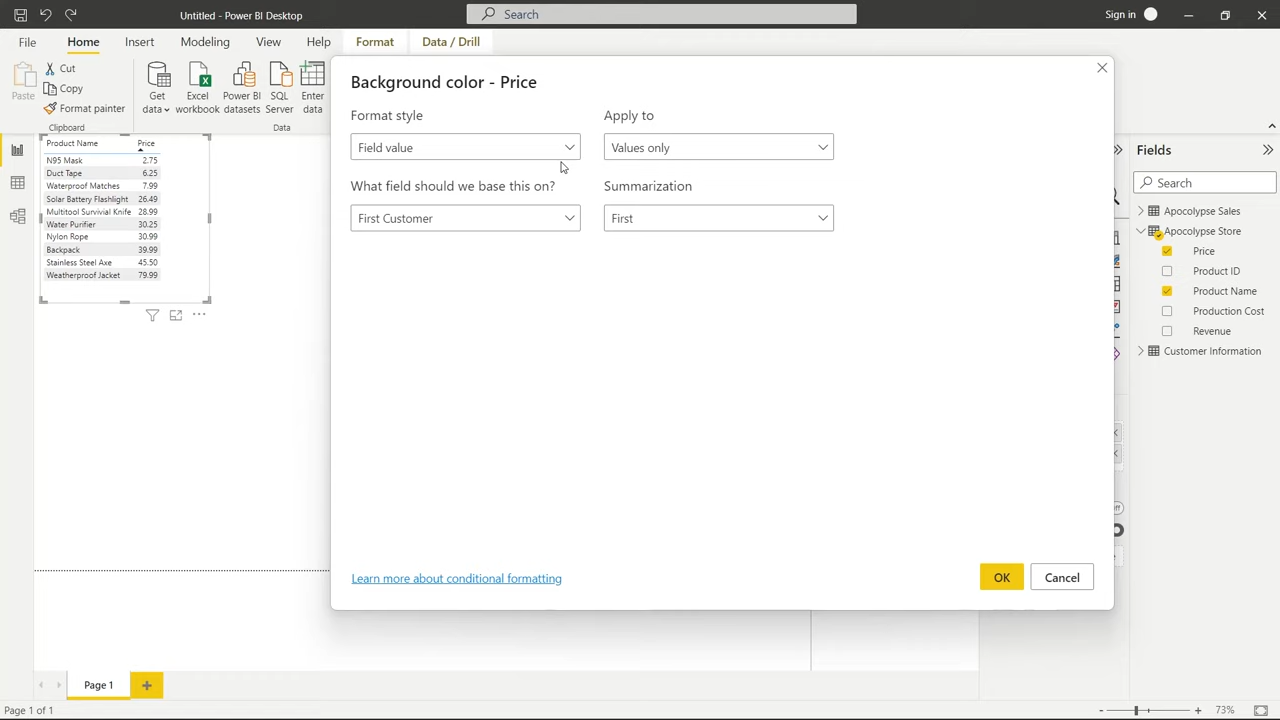 Untitled - Power BI Desktop
Search
Sign in
File
Home
Insert
Modeling
View
Help
Format
Data / Drill
Paste
Cut
Copy
Format painter
Clipboard
Get data
Excel workbook
Power BI datasets
SQL Server
Enter data
Data
Product Name Price
N95 Mask 2.75
Duct Tape 6.25
Waterproof Matches 7.99
Solar Battery Flashlight 26.49
Multitool Survivial Knife 28.99
Water Purifier 30.25
Nylon Rope 30.99
Backpack 39.99
Stainless Steel Axe 45.50
Weatherproof Jacket 79.99
Background color - Price
Format style
Field value
Apply to
Values only
What field should we base this on?
First Customer
Summarization
First
Learn more about conditional formatting
OK
Cancel
Fields
Search
Apocolypse Sales
Apocolypse Store
Price
Product ID
Product Name
Production Cost
Revenue
Customer Information
Page 1
Page 1 of 1
73%